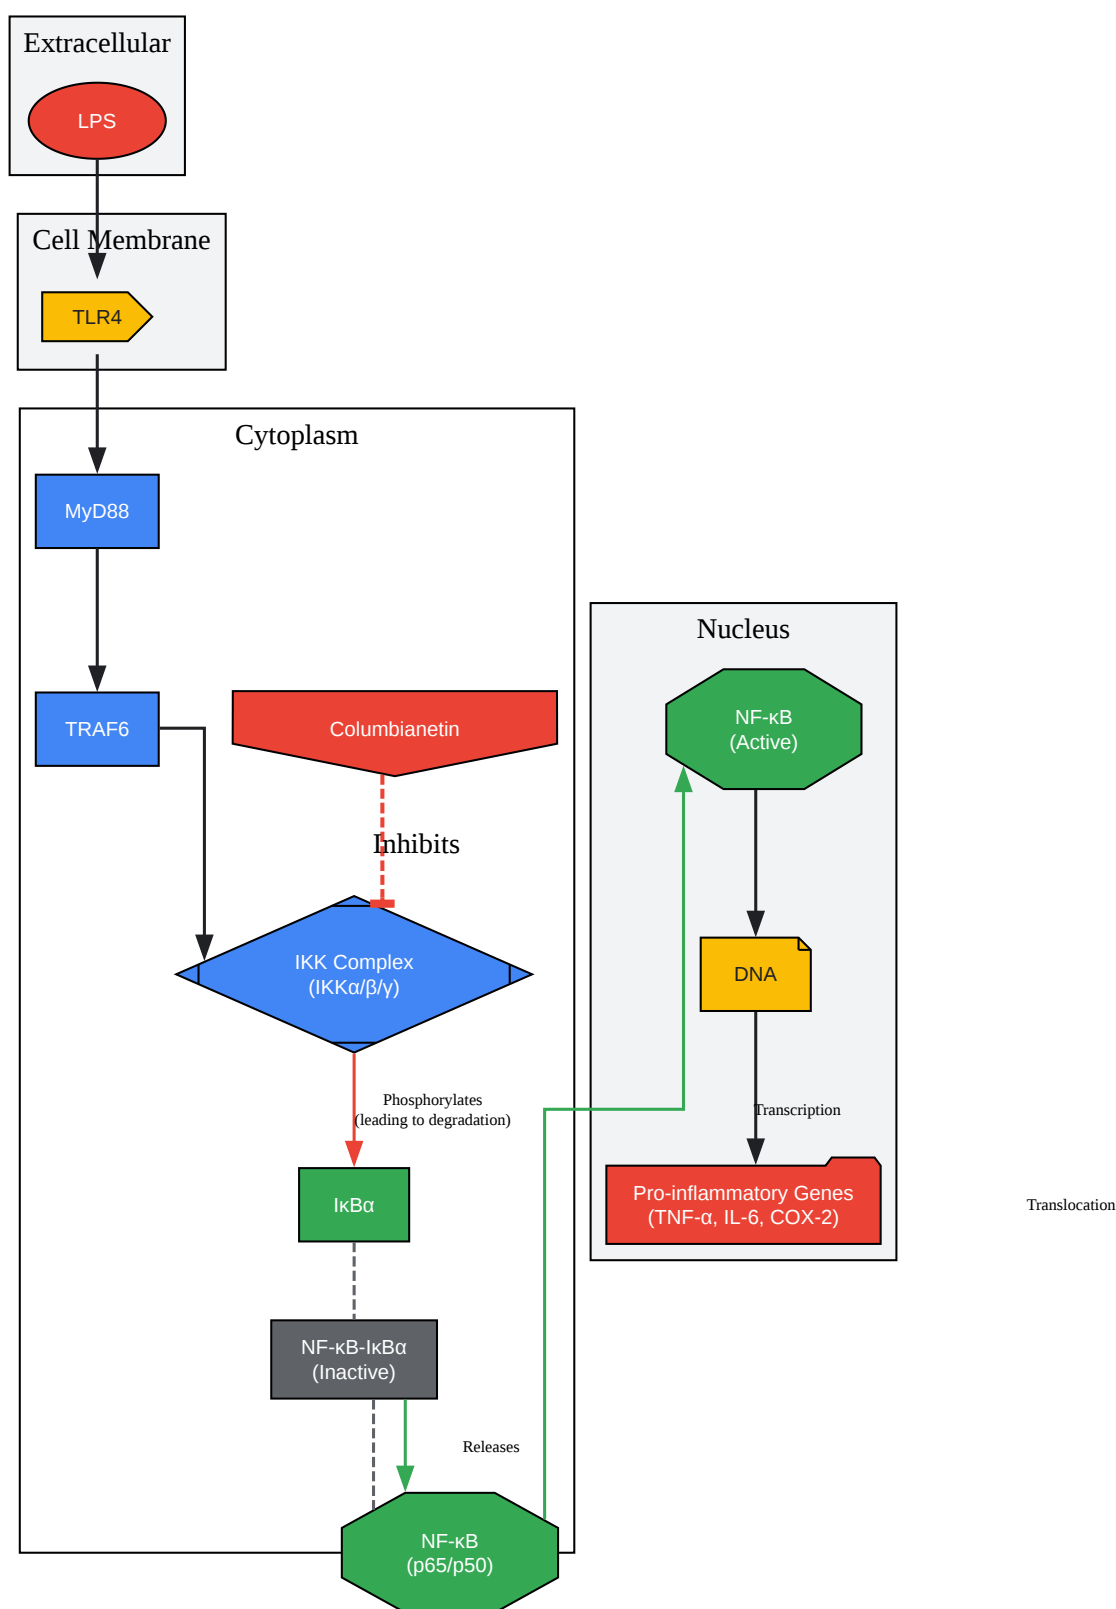 Extracellular
LPS
Cell Membrane
TLR4
Cytoplasm
MyD88
TRAF6
Columbianetin
Inhibits
IKK Complex
(IKKα/β/γ)
Phosphorylates
(leading to degradation)
IκBα
NF-κB-IκBα
(Inactive)
Releases
NF-κB
(p65/p50)
Nucleus
NF-κB
(Active)
DNA
Transcription
Pro-inflammatory Genes
(TNF-α, IL-6, COX-2)
Translocation